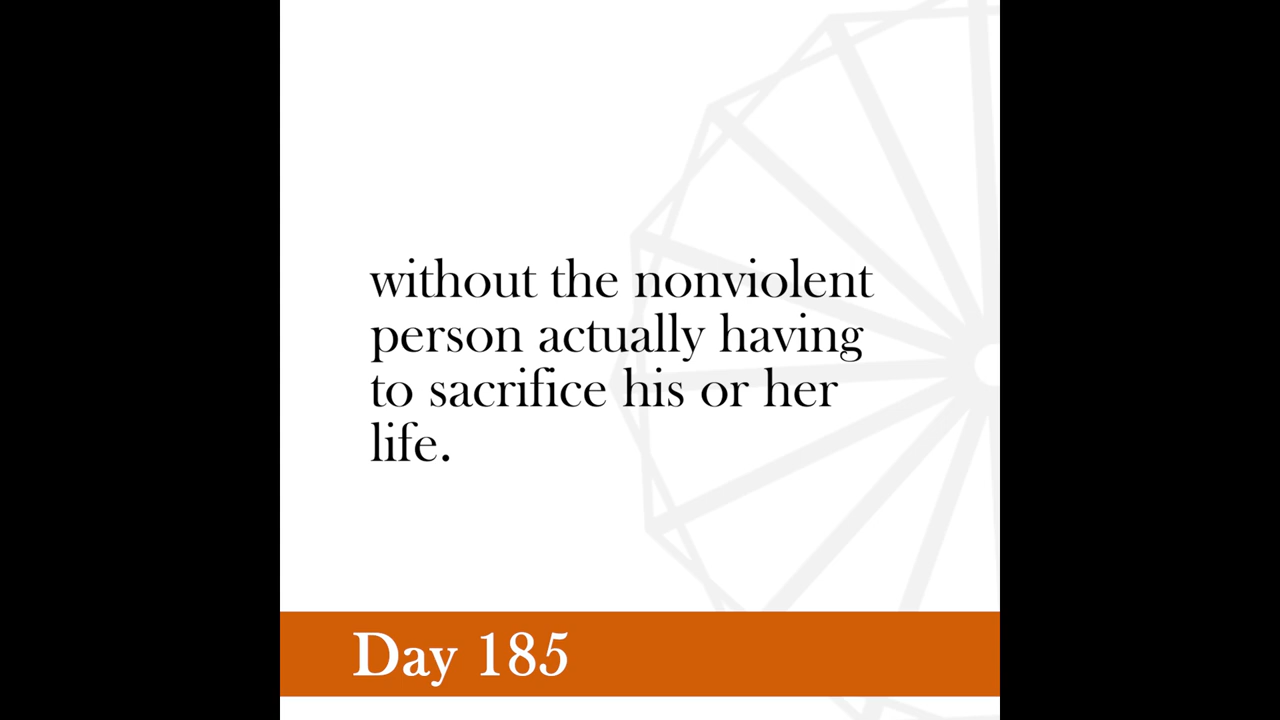 without the nonviolent
person actually having
to sacrifice his or her
life.
Day 185